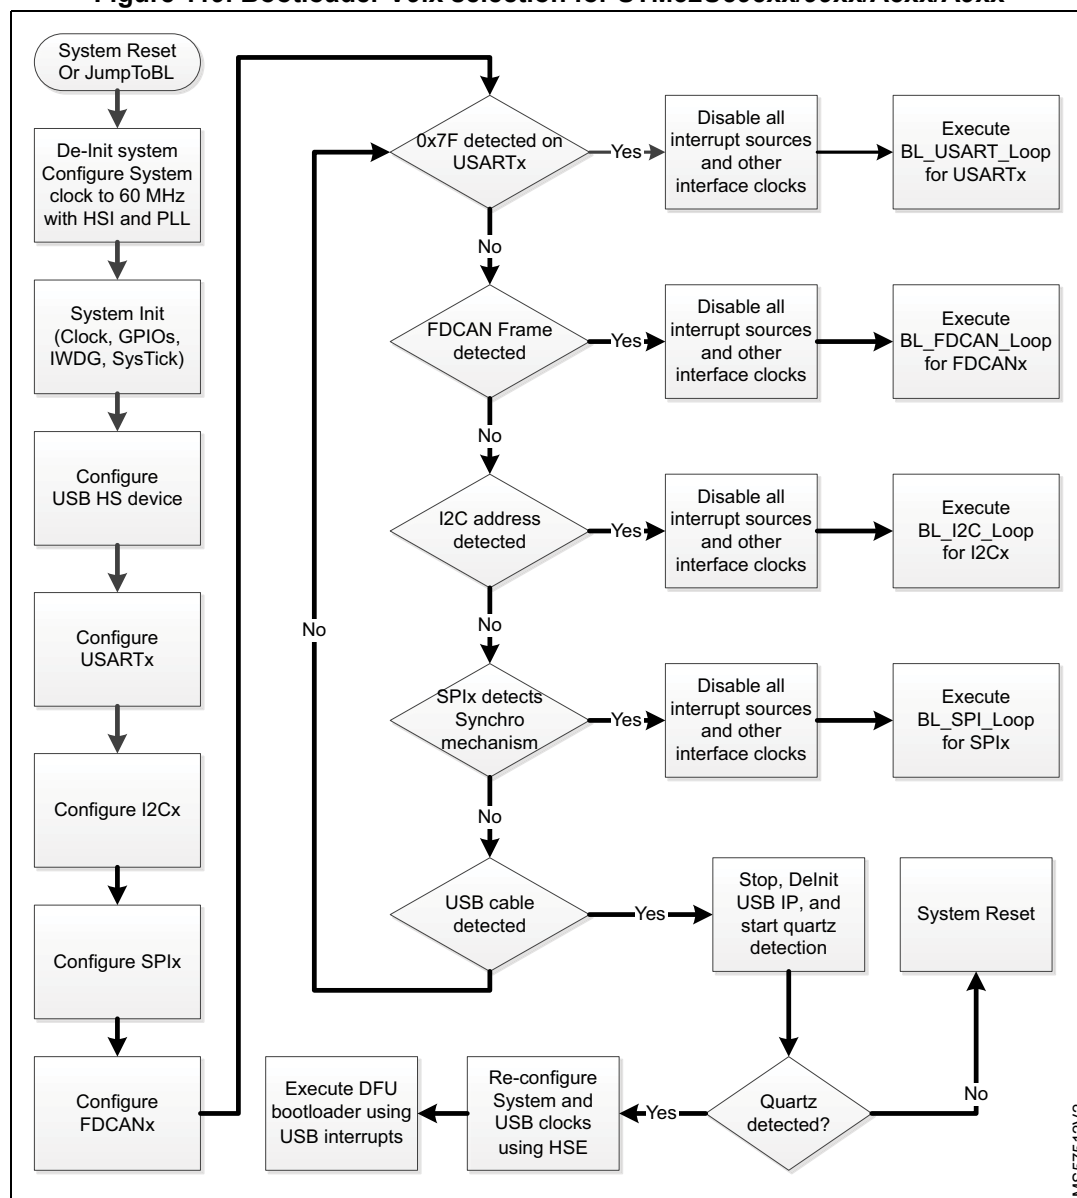 System Reset
Or JumpToBL
De-Init system
Configure System
clock to 60 MHz
with HSI and PLL
System Init
(Clock, GPIOs,
IWDG, SysTick)
Configure
USB HS device
Configure
USARTx
Configure I2Cx
Configure SPIx
Configure
FDCANx
0x7F detected on
USARTx
Yes
Disable all
interrupt sources
and other
interface clocks
Execute
BL_USART_Loop
for USARTx
No
FDCAN Frame
detected
Yes
Disable all
interrupt sources
and other
interface clocks
Execute
BL_FDCAN_Loop
for FDCANx
No
I2C address
detected
Yes
Disable all
interrupt sources
and other
interface clocks
Execute
BL_I2C_Loop
for I2Cx
No
No
SPIx detects
Synchro
mechanism
Yes
Disable all
interrupt sources
and other
interface clocks
Execute
BL_SPI_Loop
for SPIx
No
USB cable
detected
Yes
Stop, DeInit
USB IP, and
start quartz
detection
System Reset
Quartz
detected?
No
Yes
Re-configure
System and
USB clocks
using HSE
Execute DFU
bootloader using
USB interrupts